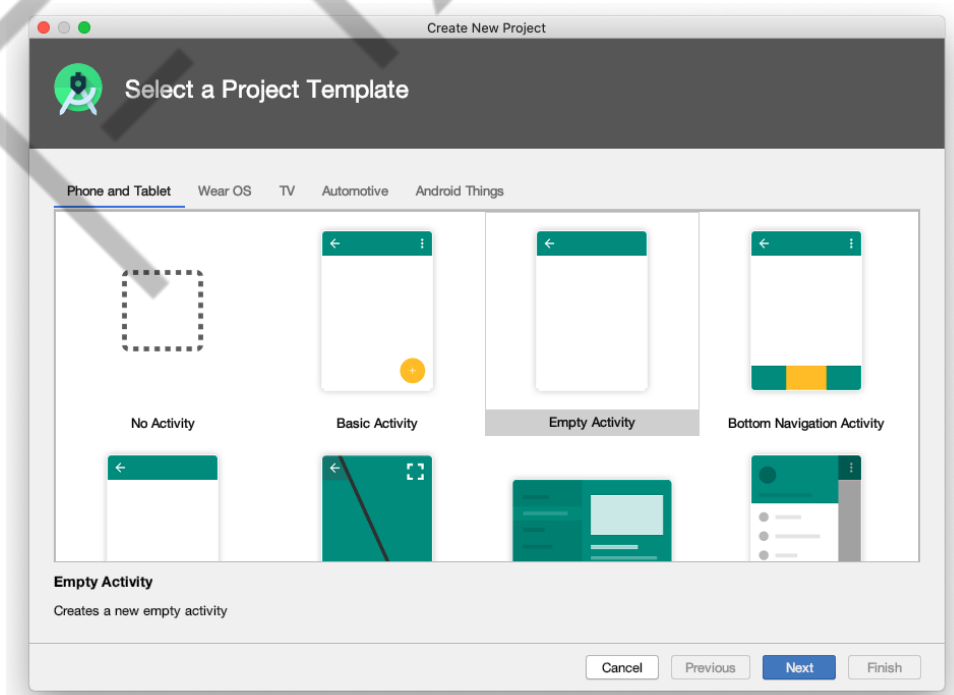 Create New Project
Select a Project Template
Phone and Tablet Wear OS TV Automotive Android Things
No Activity Basic Activity Empty Activity Bottom Navigation Activity
Empty Activity
Creates a new empty activity
Cancel Previous Next Finish